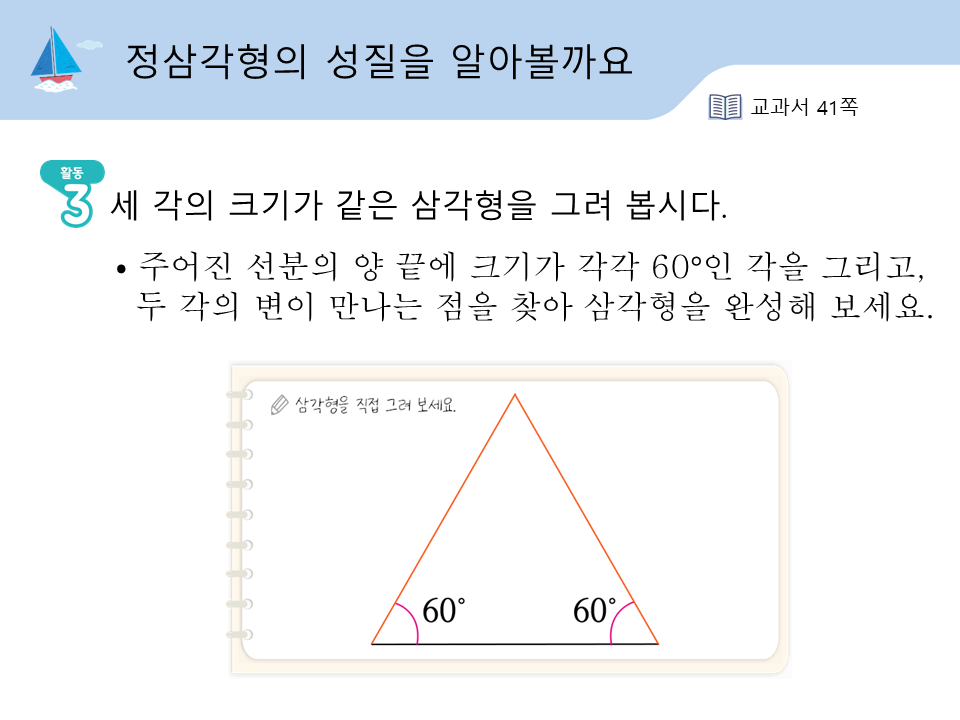 정삼각형의 성질을 알아볼까요
교과서 41쪽
활동
3
세 각의 크기가 같은 삼각형을 그려 봅시다.
• 주어진 선분의 양 끝에 크기가 각각 60°인 각을 그리고,
두 각의 변이 만나는 점을 찾아 삼각형을 완성해 보세요.
삼각형을 직접 그려 보세요.
60° 60°